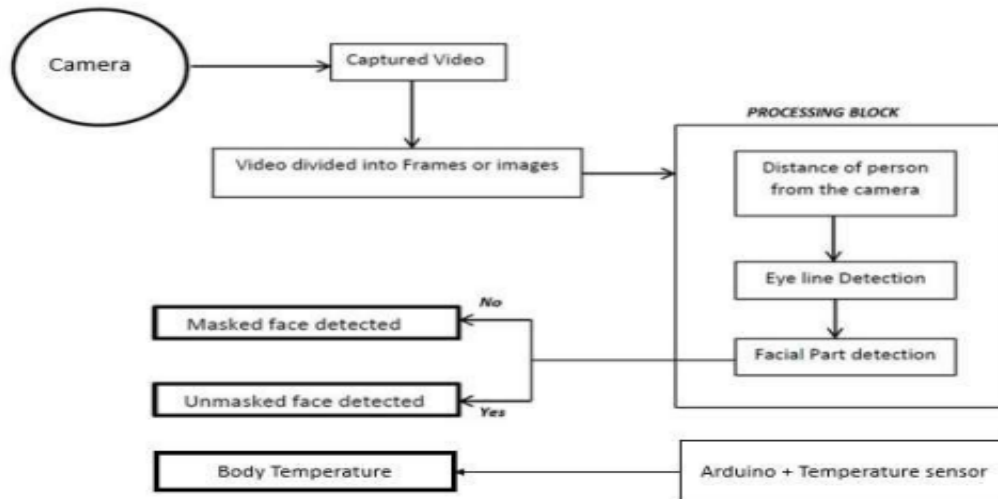 Camera
Captured Video
Video divided into Frames or images
PROCESSING BLOCK
Distance of person
from the camera
Eye line Detection
Facial Part detection
No
Masked face detected
Unmasked face detected
Yes
Body Temperature
Arduino + Temperature sensor